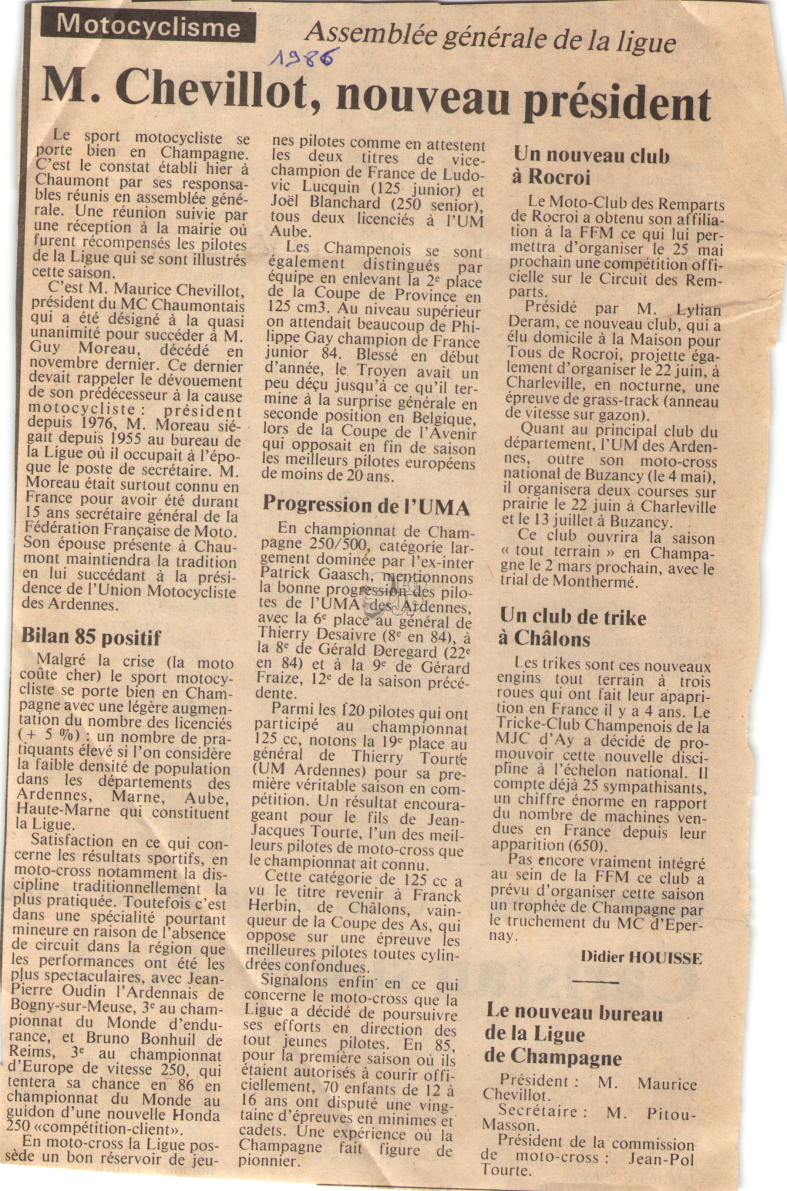 Motocyclisme
Assemblée générale de la ligue
1986
M. Chevillot, nouveau président
Le sport motocycliste se
porte bien en Champagne.
C'est le constat établi hier à
Chaumont par ses responsa-
bles réunis en assemblée géné-
rale. Une réunion suivie par
une réception à la mairie où
furent récompensés les pilotes
de la Ligue qui se sont illustrés
cette saison.
C'est M. Maurice Chevillot,
président du MC Chaumontais
qui a été désigné à la quasi
unanimité pour succéder à M.
Guy Moreau, décédé en
novembre dernier. Ce dernier
devait rappeler le dévouement
de son prédécesseur à la cause
motocycliste : président
depuis 1976, M. Moreau sié-
gait depuis 1955 au bureau de
la Ligue où il occupait à l'épo-
que le poste de secrétaire. M.
Moreau était surtout connu en
France pour avoir été durant
15 ans secrétaire général de la
Fédération Française de Moto.
Son épouse présente à Chau-
mont maintiendra la tradition
en lui succédant à la prési-
dence de l'Union Motocycliste
des Ardennes.
Bilan 85 positif
Malgré la crise (la moto
coûte cher) le sport motocy-
cliste se porte bien en Cham-
pagne avec une légère augmen-
tation du nombre des licenciés
(+ 5 %) : un nombre de pra-
tiquants élevé si l'on considère
la faible densité de population
dans les départements des
Ardennes, Marne, Aube,
Haute-Marne qui constituent
la Ligue.
Satisfaction en ce qui con-
cerne les résultats sportifs, en
moto-cross notamment la dis-
cipline traditionnellement la
plus pratiquée. Toutefois c'est
dans une spécialité pourtant
mineure en raison de l'absence
de circuit dans la région que
les performances ont été les
plus spectaculaires, avec Jean-
Pierre Oudin l'Ardennais de
Bogny-sur-Meuse, 3e au cham-
pionnat du Monde d'endu-
rance, et Bruno Bonhuil de
Reims, 3e au championnat
d'Europe de vitesse 250, qui
tentera sa chance en 86 en
championnat du Monde au
guidon d'une nouvelle Honda
250 «compétition-client».
En moto-cross la Ligue pos-
sède un bon réservoir de jeu-
nes pilotes comme en attestent
les deux titres de vice-
champion de France de Ludo-
vic Lucquin (125 junior) et
Joël Blanchard (250 senior),
tous deux licenciés à l'UM
Aube.
Les Champenois se sont
également distingués par
équipe en enlevant la 2e place
de la Coupe de Province en
125 cm3. Au niveau supérieur
on attendait beaucoup de Phi-
lippe Gay champion de France
junior 84. Blessé en début
d'année, le Troyen avait un
peu déçu jusqu'à ce qu'il ter-
mine à la surprise générale en
seconde position en Belgique,
lors de la Coupe de l'Avenir
qui opposait en fin de saison
les meilleurs pilotes européens
de moins de 20 ans.
Progression de l'UMA
En championnat de Cham-
pagne 250/500, catégorie lar-
gement dominée par l'ex-inter
Patrick Gaasch, mentionnons
la bonne progression des pilo-
tes de l'UMA des Ardennes,
avec la 6e place au général de
Thierry Desaivre (8e en 84), à
la 8e de Gérald Deregard (22e
en 84) et à la 9e de Gérard
Fraize, 12e de la saison précé-
dente.
Parmi les 120 pilotes qui ont
participé au championnat
125 cc, notons la 19e place au
général de Thierry Tourte
(UM Ardennes) pour sa pre-
mière véritable saison en com-
pétition. Un résultat encoura-
geant pour le fils de Jean-
Jacques Tourte, l'un des meil-
leurs pilotes de moto-cross que
le championnat ait connu.
Cette catégorie de 125 cc a
vu le titre revenir à Franck
Herbin, de Châlons, vain-
queur de la Coupe des As, qui
oppose sur une épreuve les
meilleures pilotes toutes cylin-
drées confondues.
Signalons enfin en ce qui
concerne le moto-cross que la
Ligue a décidé de poursuivre
ses efforts en direction des
tout jeunes pilotes. En 85,
pour la première saison où ils
étaient autorisés à courir offi-
ciellement, 70 enfants de 12 à
16 ans ont disputé une ving-
taine d'épreuves en minimes et
cadets. Une expérience où la
Champagne fait figure de
pionnier.
Un nouveau club
à Rocroi
Le Moto-Club des Remparts
de Rocroi a obtenu son affilia-
tion à la FFM ce qui lui per-
mettra d'organiser le 25 mai
prochain une compétition offi-
cielle sur le Circuit des Rem-
parts.
Présidé par M. Lylian
Deram, ce nouveau club, qui a
élu domicile à la Maison pour
Tous de Rocroi, projette éga-
lement d'organiser le 22 juin, à
Charleville, en nocturne, une
épreuve de grass-track (anneau
de vitesse sur gazon).
Quant au principal club du
département, l'UM des Arden-
nes, outre son moto-cross
national de Buzancy (le 4 mai),
il organisera deux courses sur
prairie le 22 juin à Charleville
et le 13 juillet à Buzancy.
Ce club ouvrira la saison
« tout terrain » en Champa-
gne le 2 mars prochain, avec le
trial de Monthermé.
Un club de trike
à Châlons
Les trikes sont ces nouveaux
engins tout terrain à trois
roues qui ont fait leur apapri-
tion en France il y a 4 ans. Le
Tricke-Club Champenois de la
MJC d'Ay a décidé de pro-
mouvoir cette nouvelle disci-
pline à l'échelon national. Il
compte déjà 25 sympathisants,
un chiffre énorme en rapport
du nombre de machines ven-
dues en France depuis leur
apparition (650).
Pas encore vraiment intégré
au sein de la FFM ce club a
prévu d'organiser cette saison
un trophée de Champagne par
le truchement du MC d'Eper-
nay.
Didier HOUISSE
Le nouveau bureau
de la Ligue
de Champagne
Président : M. Maurice
Chevillot.
Secrétaire : M. Pitou-
Masson.
Président de la commission
de moto-cross : Jean-Pol
Tourte.